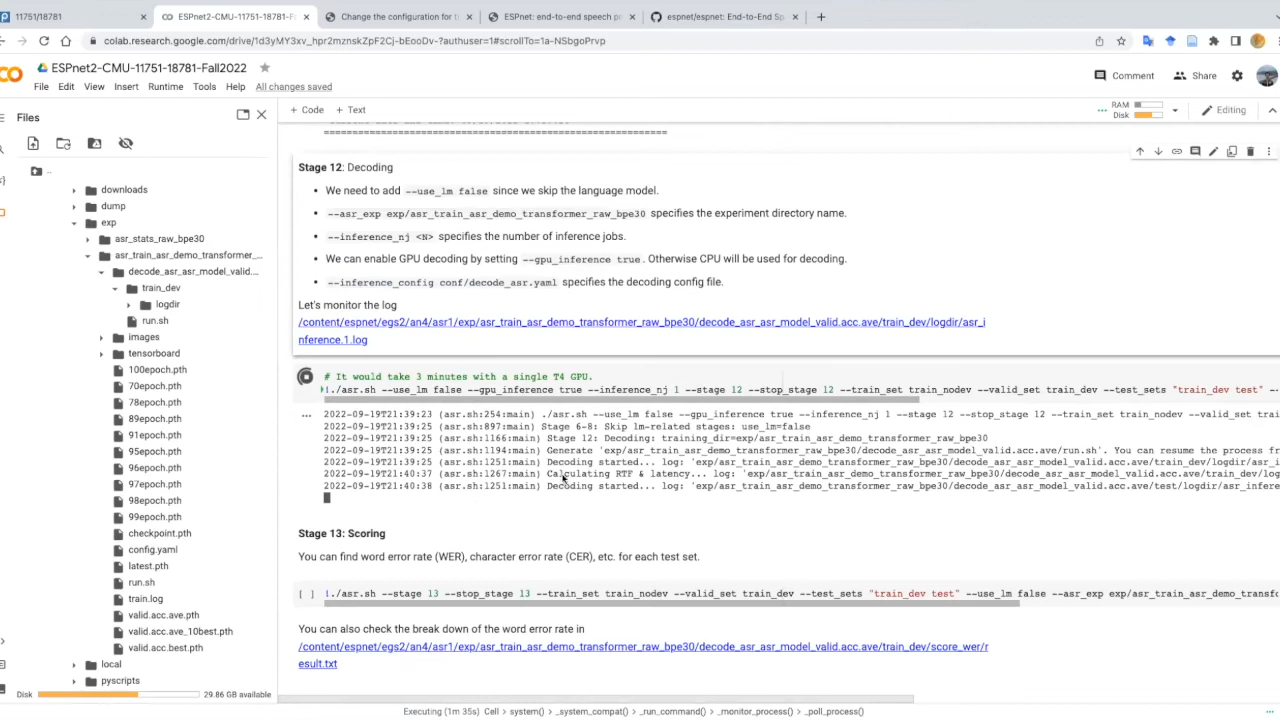 11751/18781
ESPnet2-CMU-11751-18781-F
Change the configuration for t
ESPnet: end-to-end speech pr
espnet/espnet: End-to-End Sp
colab.research.google.com/drive/1d3yMY3xv_hpr2mznskZpF2Cj-bEooDv-?authuser=1#scrollTo=1a-NSbgoPrvp
ESPnet2-CMU-11751-18781-Fall2022
File Edit View Insert Runtime Tools Help All changes saved
Comment Share
Files
+ Code + Text
RAM
Disk
Editing
..
downloads
dump
exp
asr_stats_raw_bpe30
asr_train_asr_demo_transformer_...
decode_asr_asr_model_valid....
train_dev
logdir
run.sh
images
tensorboard
100epoch.pth
70epoch.pth
78epoch.pth
89epoch.pth
91epoch.pth
95epoch.pth
96epoch.pth
97epoch.pth
98epoch.pth
99epoch.pth
checkpoint.pth
config.yaml
latest.pth
run.sh
train.log
valid.acc.ave.pth
valid.acc.ave_10best.pth
valid.acc.best.pth
local
pyscripts
Disk 29.86 GB available
Stage 12: Decoding
• We need to add --use_lm false since we skip the language model.
• --asr_exp exp/asr_train_asr_demo_transformer_raw_bpe30 specifies the experiment directory name.
• --inference_nj <N> specifies the number of inference jobs.
• We can enable GPU decoding by setting --gpu_inference true. Otherwise CPU will be used for decoding.
• --inference_config conf/decode_asr.yaml specifies the decoding config file.
Let's monitor the log
/content/espnet/egs2/an4/asr1/exp/asr_train_asr_demo_transformer_raw_bpe30/decode_asr_asr_model_valid.acc.ave/train_dev/logdir/asr_i
nference.1.log
# It would take 3 minutes with a single T4 GPU.
!./asr.sh --use_lm false --gpu_inference true --inference_nj 1 --stage 12 --stop_stage 12 --train_set train_nodev --valid_set train_dev --test_sets "train_dev test" -
2022-09-19T21:39:23 (asr.sh:254:main) ./asr.sh --use_lm false --gpu_inference true --inference_nj 1 --stage 12 --stop_stage 12 --train_set train_nodev --valid_set trai
2022-09-19T21:39:25 (asr.sh:897:main) Stage 6-8: Skip lm-related stages: use_lm=false
2022-09-19T21:39:25 (asr.sh:1166:main) Stage 12: Decoding: training_dir=exp/asr_train_asr_demo_transformer_raw_bpe30
2022-09-19T21:39:25 (asr.sh:1194:main) Generate 'exp/asr_train_asr_demo_transformer_raw_bpe30/decode_asr_asr_model_valid.acc.ave/run.sh'. You can resume the process fr
2022-09-19T21:39:25 (asr.sh:1251:main) Decoding started... log: 'exp/asr_train_asr_demo_transformer_raw_bpe30/decode_asr_asr_model_valid.acc.ave/train_dev/logdir/asr_i
2022-09-19T21:40:37 (asr.sh:1267:main) Calculating RTF & latency... log: 'exp/asr_train_asr_demo_transformer_raw_bpe30/decode_asr_asr_model_valid.acc.ave/train_dev/log
2022-09-19T21:40:38 (asr.sh:1251:main) Decoding started... log: 'exp/asr_train_asr_demo_transformer_raw_bpe30/decode_asr_asr_model_valid.acc.ave/test/logdir/asr_infere
Stage 13: Scoring
You can find word error rate (WER), character error rate (CER), etc. for each test set.
[ ] !./asr.sh --stage 13 --stop_stage 13 --train_set train_nodev --valid_set train_dev --test_sets "train_dev test" --use_lm false --asr_exp exp/asr_train_asr_demo_transfo
You can also check the break down of the word error rate in
/content/espnet/egs2/an4/asr1/exp/asr_train_asr_demo_transformer_raw_bpe30/decode_asr_asr_model_valid.acc.ave/train_dev/score_wer/r
esult.txt
Executing (1m 35s) Cell > system() > _system_compat() > _run_command() > _monitor_process() > _poll_process()